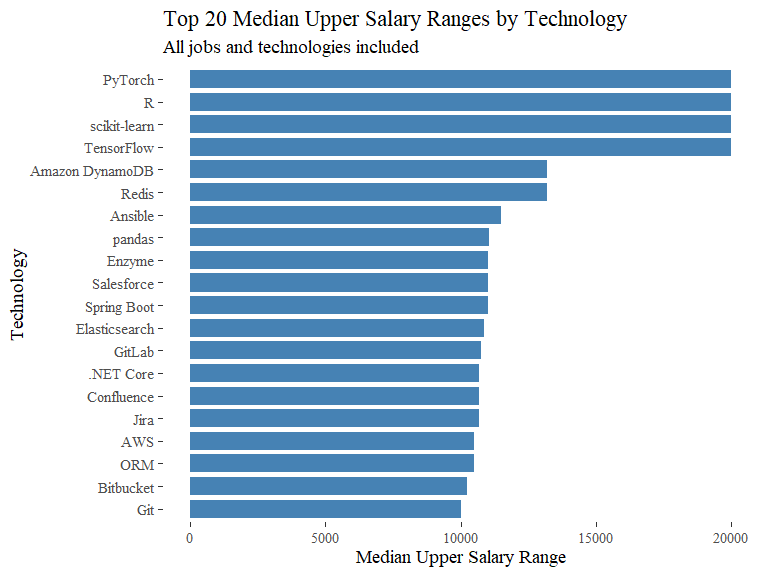 Top 20 Median Upper Salary Ranges by Technology
All jobs and technologies included
Technology
PyTorch
R
scikit-learn
TensorFlow
Amazon DynamoDB
Redis
Ansible
pandas
Enzyme
Salesforce
Spring Boot
Elasticsearch
GitLab
.NET Core
Confluence
Jira
AWS
ORM
Bitbucket
Git
0 5000 10000 15000 20000
Median Upper Salary Range